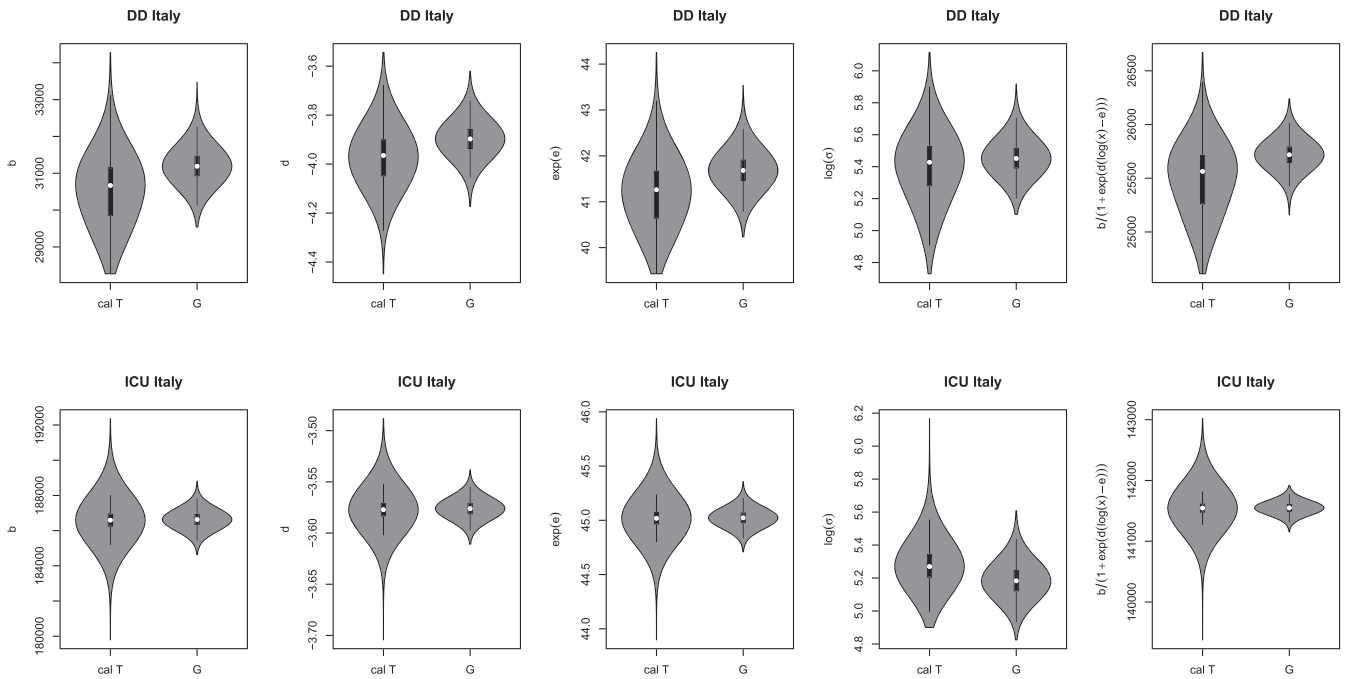 DD Italy DD Italy DD Italy DD Italy DD Italy
b
29000 31000 33000
cal T G
d
−4.4 −4.2 −4.0 −3.8 −3.6
cal T G
exp(e)
40 41 42 43 44
cal T G
log(σ)
4.8 5.0 5.2 5.4 5.6 5.8 6.0
cal T G
b/(1+exp(d(log(x)−e)))
25000 25500 26000 26500
cal T G
ICU Italy ICU Italy ICU Italy ICU Italy ICU Italy
b
180000 184000 188000 192000
cal T G
d
−3.70 −3.65 −3.60 −3.55 −3.50
cal T G
exp(e)
44.0 44.5 45.0 45.5 46.0
cal T G
log(σ)
4.8 5.0 5.2 5.4 5.6 5.8 6.0 6.2
cal T G
b/(1+exp(d(log(x)−e)))
140000 141000 142000 143000
cal T G